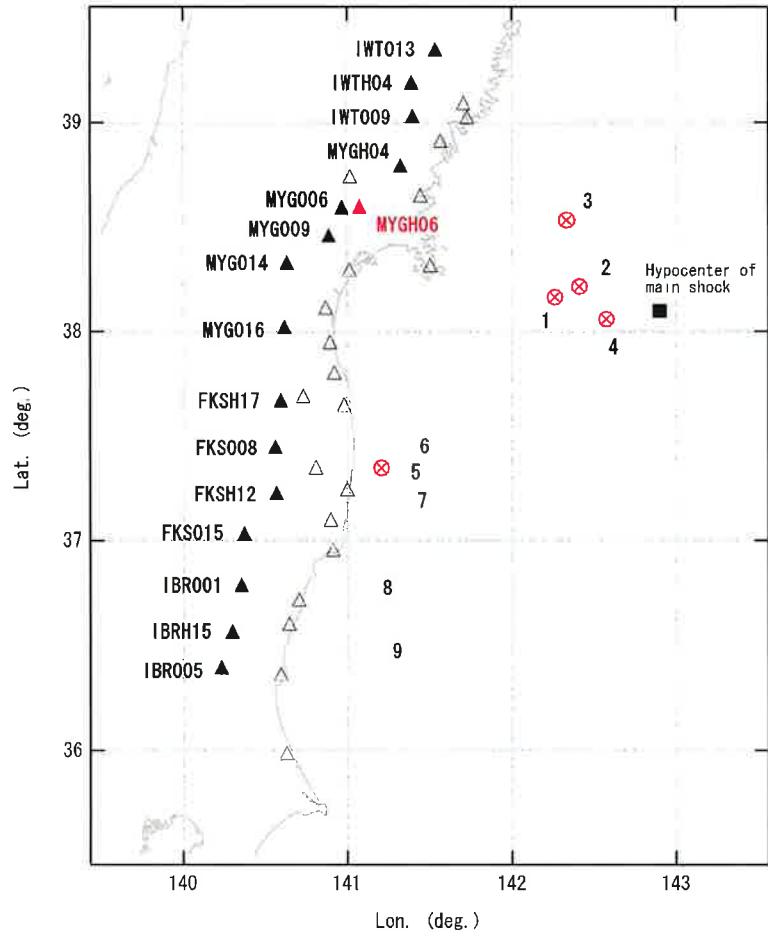 IWT013
IWTH04
39
IWT009
MYGH04
MYG006
MYGH06
MYG009
MYG014
3
2
Hypocenter of
main shock
38
MYG016
1
4
FKSH17
FKS008
6
5
FKSH12
7
37
FKS015
IBR001
8
IBRH15
9
IBR005
36
Lat. (deg.)
140
141
142
143
Lon. (deg.)